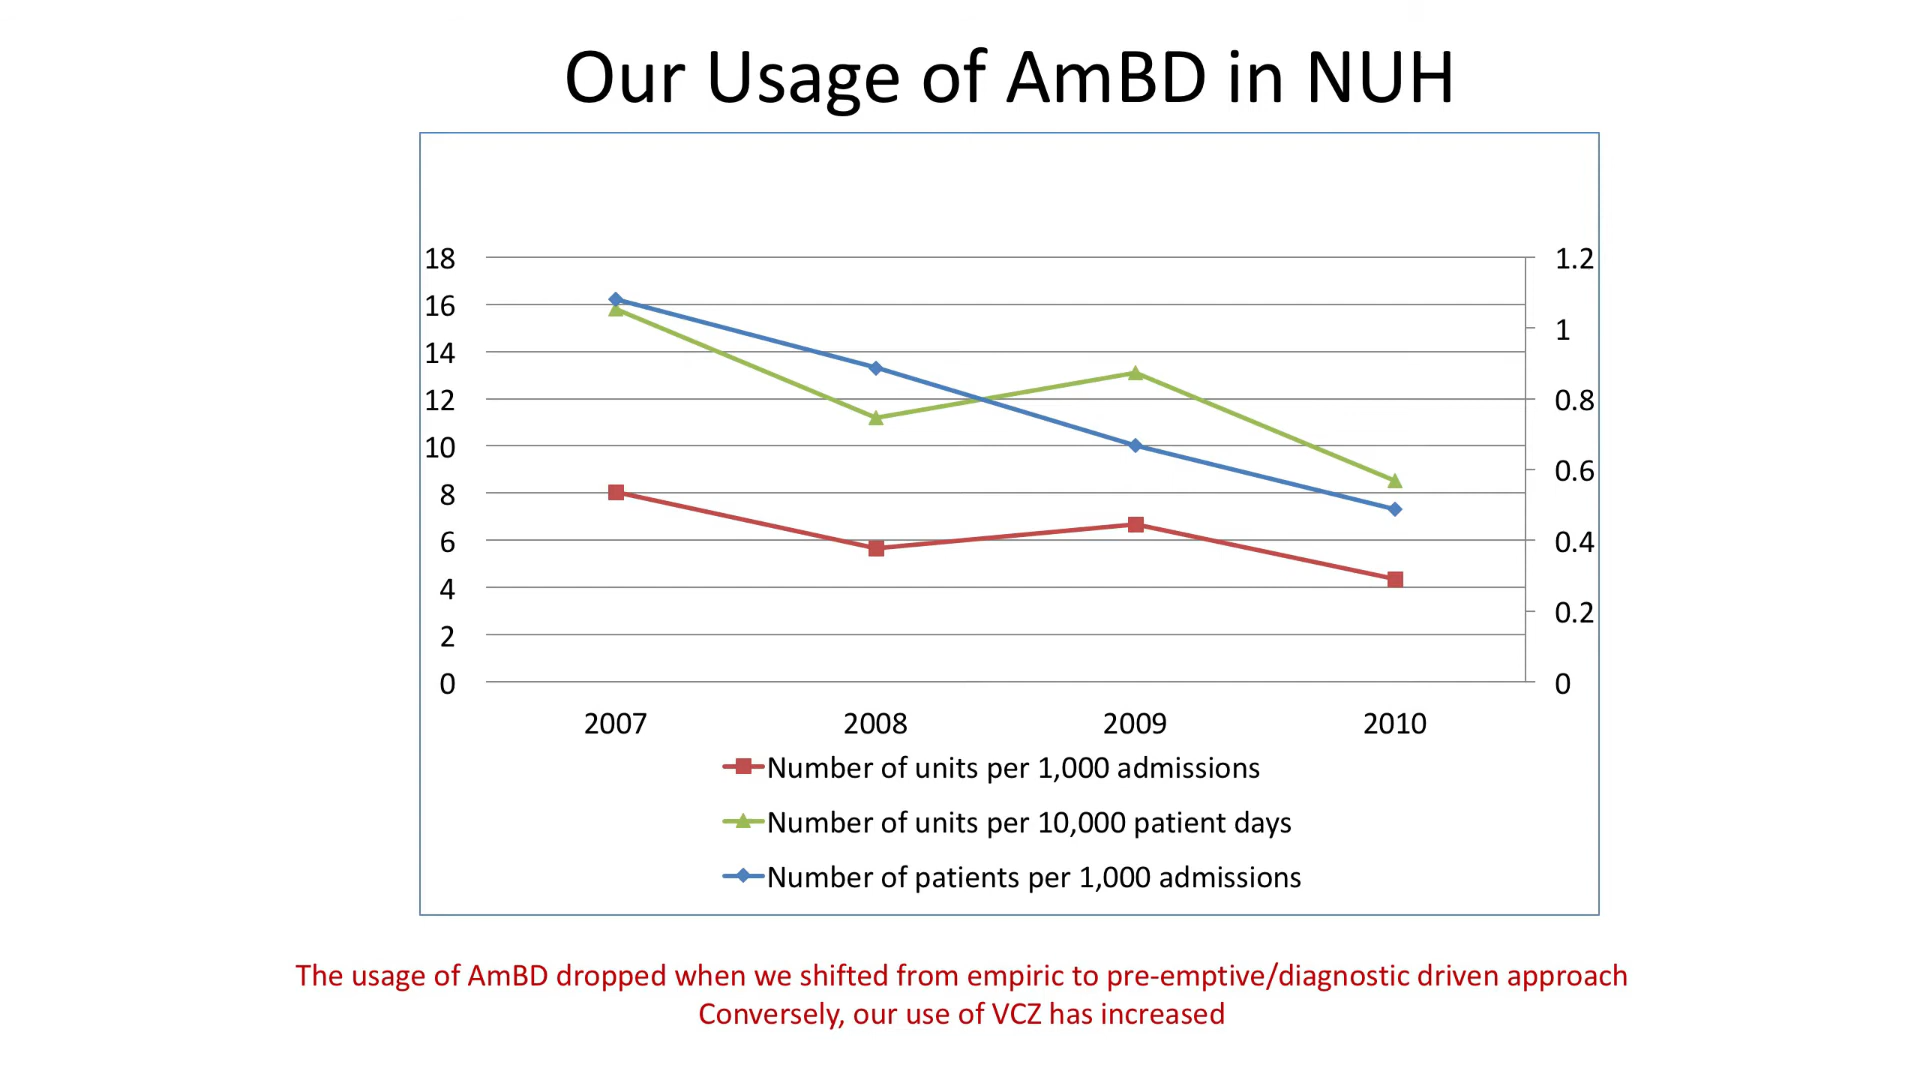 Our Usage of AmBD in NUH
18
16
14
12
10
8
6
4
2
0
1.2
1
0.8
0.6
0.4
0.2
0
2007 2008 2009 2010
Number of units per 1,000 admissions
Number of units per 10,000 patient days
Number of patients per 1,000 admissions
The usage of AmBD dropped when we shifted from empiric to pre-emptive/diagnostic driven approach
Conversely, our use of VCZ has increased